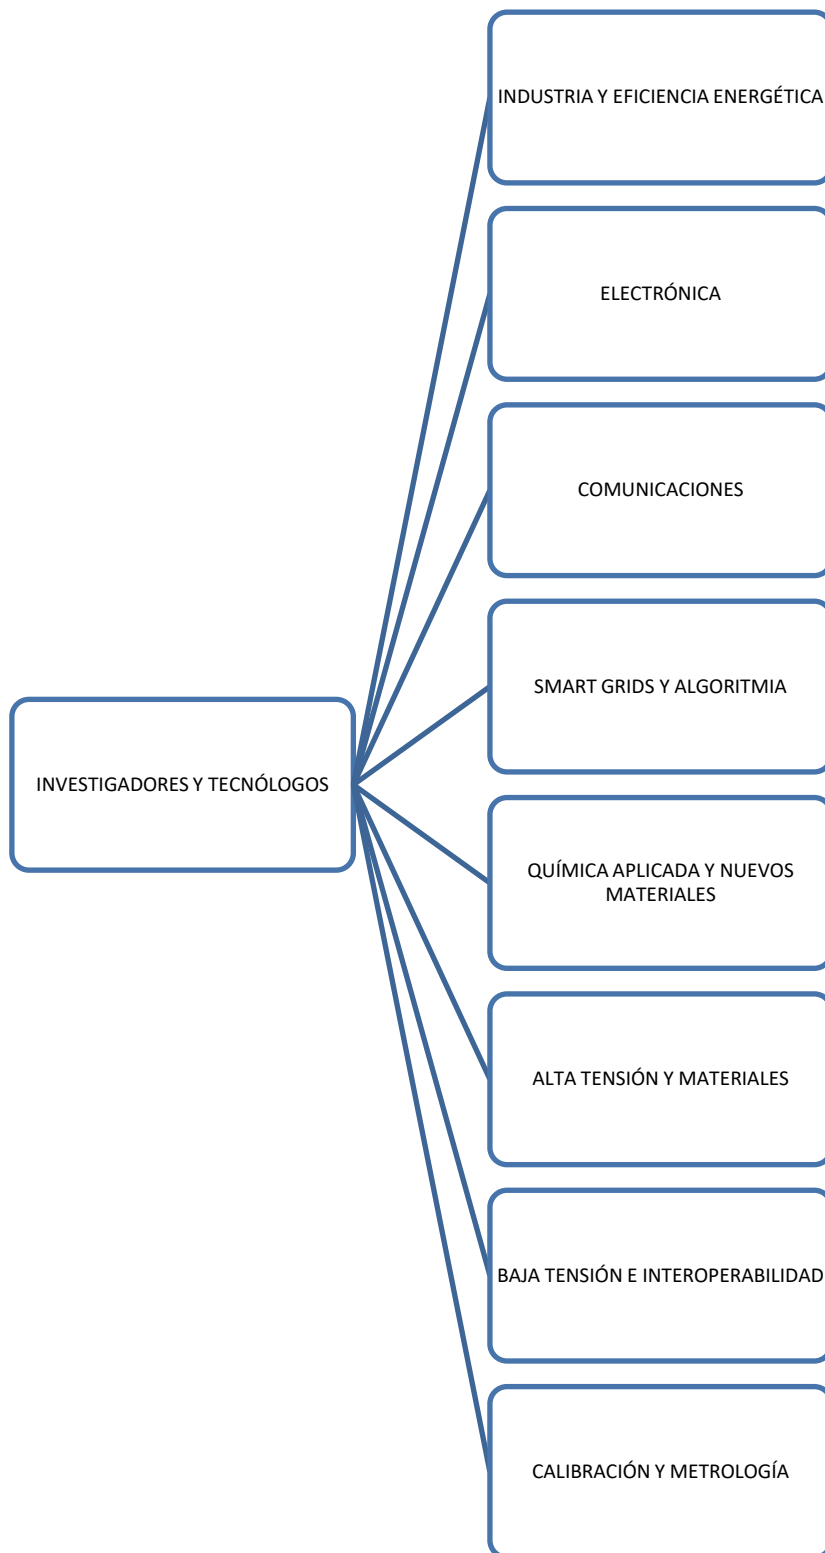 INDUSTRIA Y EFICIENCIA ENERGÉTICA
ELECTRÓNICA
COMUNICACIONES
SMART GRIDS Y ALGORITMIA
INVESTIGADORES Y TECNÓLOGOS
QUÍMICA APLICADA Y NUEVOS
MATERIALES
ALTA TENSIÓN Y MATERIALES
BAJA TENSIÓN E INTEROPERABILIDAD
CALIBRACIÓN Y METROLOGÍA